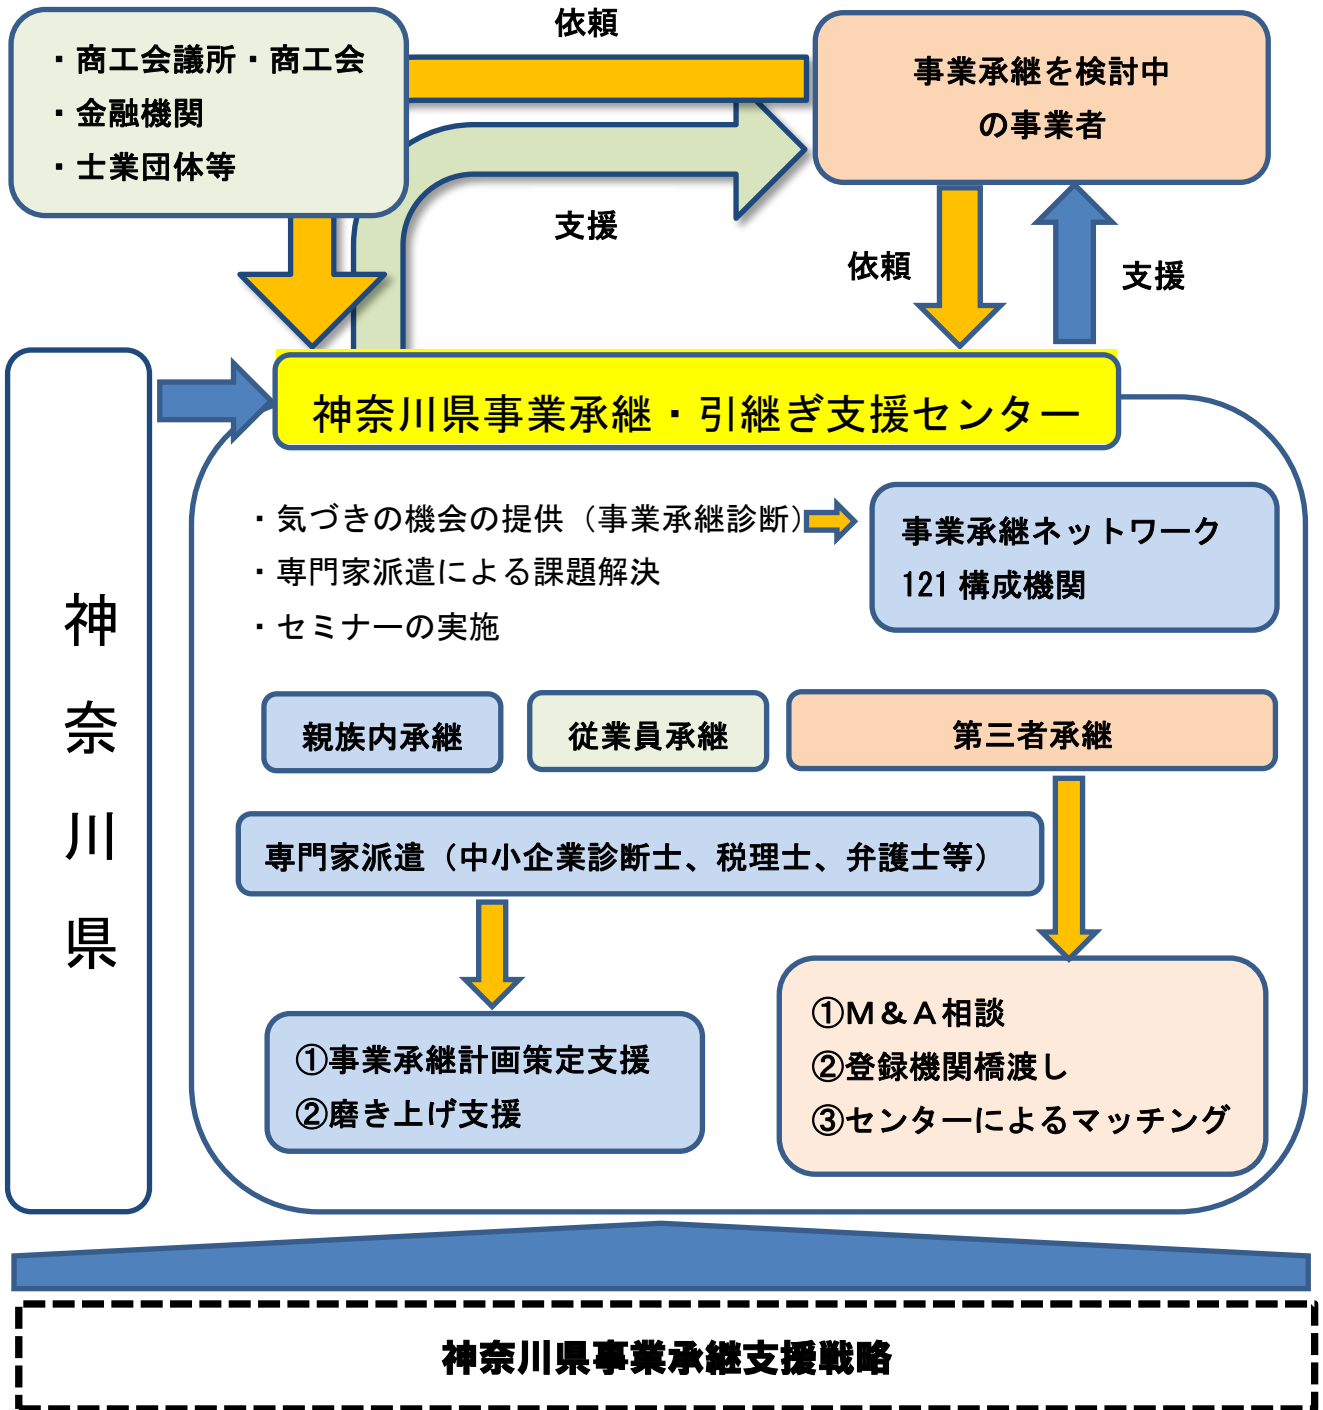 ・商工会議所・商工会
・金融機関
・士業団体等
依頼
事業承継を検討中
の事業者
支援
依頼
支援
神奈川県
神奈川県事業承継・引継ぎ支援センター
・気づきの機会の提供（事業承継診断）
・専門家派遣による課題解決
・セミナーの実施
事業承継ネットワーク
121 構成機関
親族内承継
従業員承継
第三者承継
専門家派遣（中小企業診断士、税理士、弁護士等）
①事業承継計画策定支援
②磨き上げ支援
①Ｍ＆Ａ相談
②登録機関橋渡し
③センターによるマッチング
神奈川県事業承継支援戦略